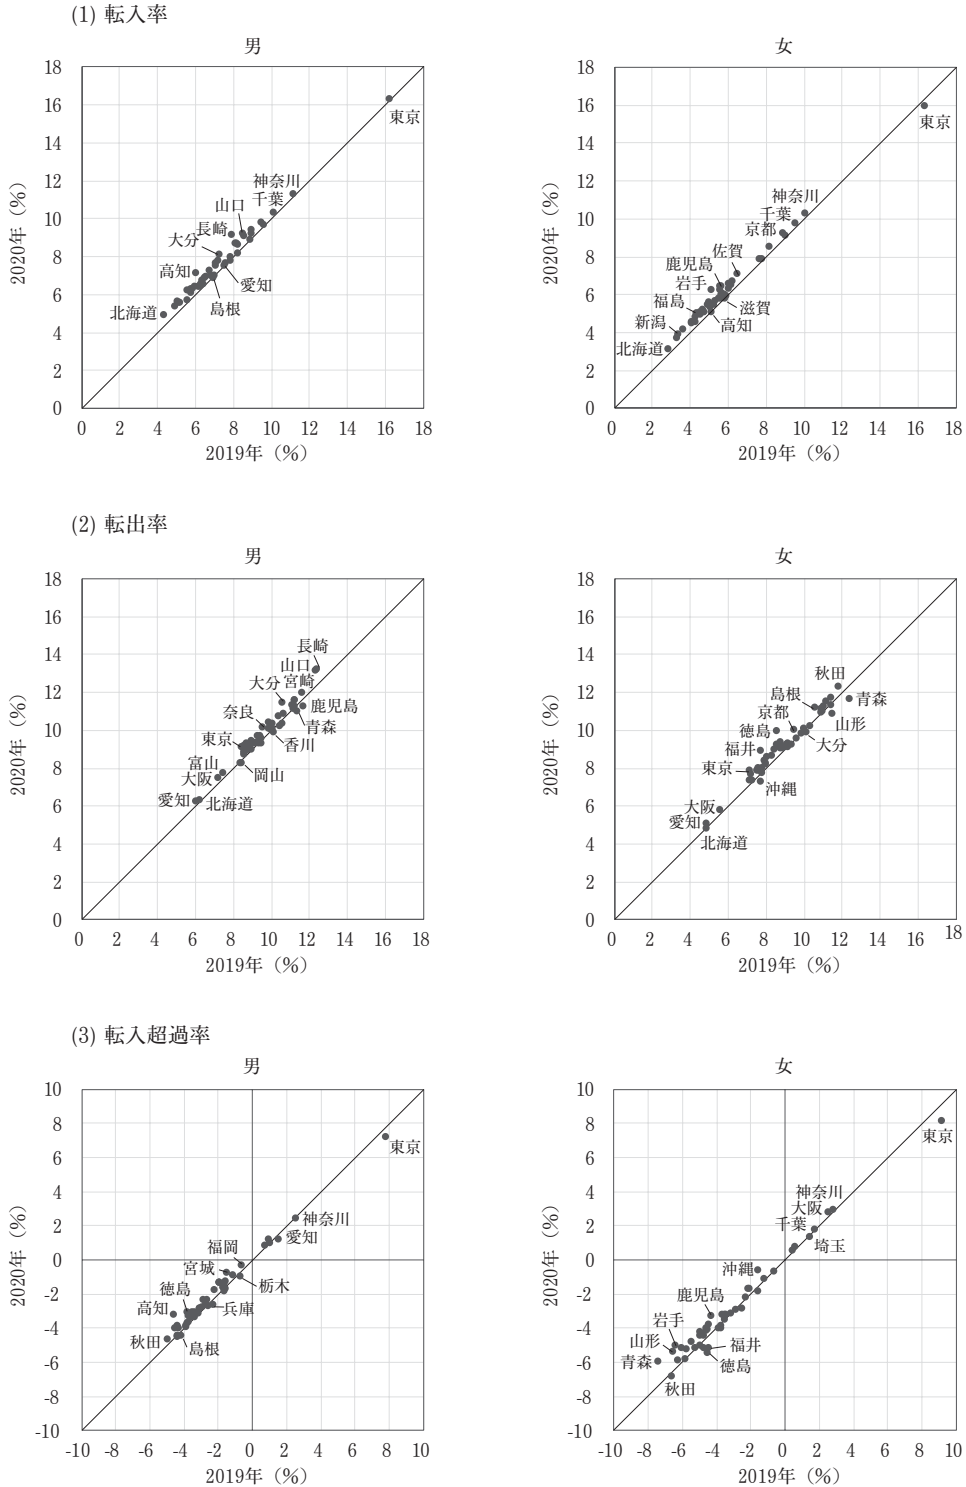 (1) 転入率
男
18
16
14
12
10
8
6
4
2
0
2020年（%）
東京
神奈川
千葉
山口
長崎
大分
高知
愛知
島根
北海道
0 2 4 6 8 10 12 14 16 18
2019年（%）
女
18
16
14
12
10
8
6
4
2
0
2020年（%）
東京
神奈川
千葉
京都
佐賀
鹿児島
岩手
福島
滋賀
新潟
高知
北海道
0 2 4 6 8 10 12 14 16 18
2019年（%）
(2) 転出率
男
18
16
14
12
10
8
6
4
2
0
2020年（%）
長崎
山口
大分
宮崎
奈良
鹿児島
青森
東京
香川
富山
岡山
大阪
愛知
北海道
0 2 4 6 8 10 12 14 16 18
2019年（%）
女
18
16
14
12
10
8
6
4
2
0
2020年（%）
秋田
島根
青森
京都
山形
徳島
大分
福井
東京
沖縄
大阪
愛知
北海道
0 2 4 6 8 10 12 14 16 18
2019年（%）
(3) 転入超過率
男
10
8
6
4
2
0
-2
-4
-6
-8
-10
2020年（%）
東京
神奈川
愛知
福岡
宮城
栃木
徳島
高知
兵庫
秋田
島根
-10 -8 -6 -4 -2 0 2 4 6 8 10
2019年（%）
女
10
8
6
4
2
0
-2
-4
-6
-8
-10
2020年（%）
東京
神奈川
大阪
千葉
埼玉
沖縄
鹿児島
岩手
山形
福井
青森
徳島
秋田
-10 -8 -6 -4 -2 0 2 4 6 8 10
2019年（%）